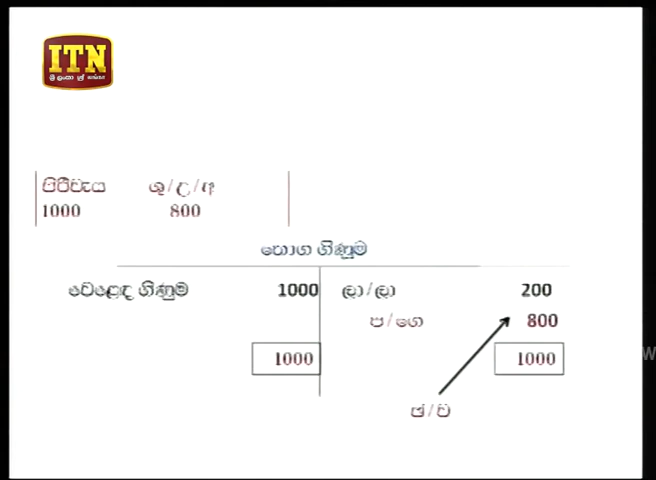 ITN
ශ්‍රී ලංකා
පිරිවැය ශු/උ/අ
1000 800
තොග ගිණුම
වෙළෙඳ ගිණුම 1000 ලා/ලා 200
ප/ගෙ 800
1000 1000
ජ/ව
W